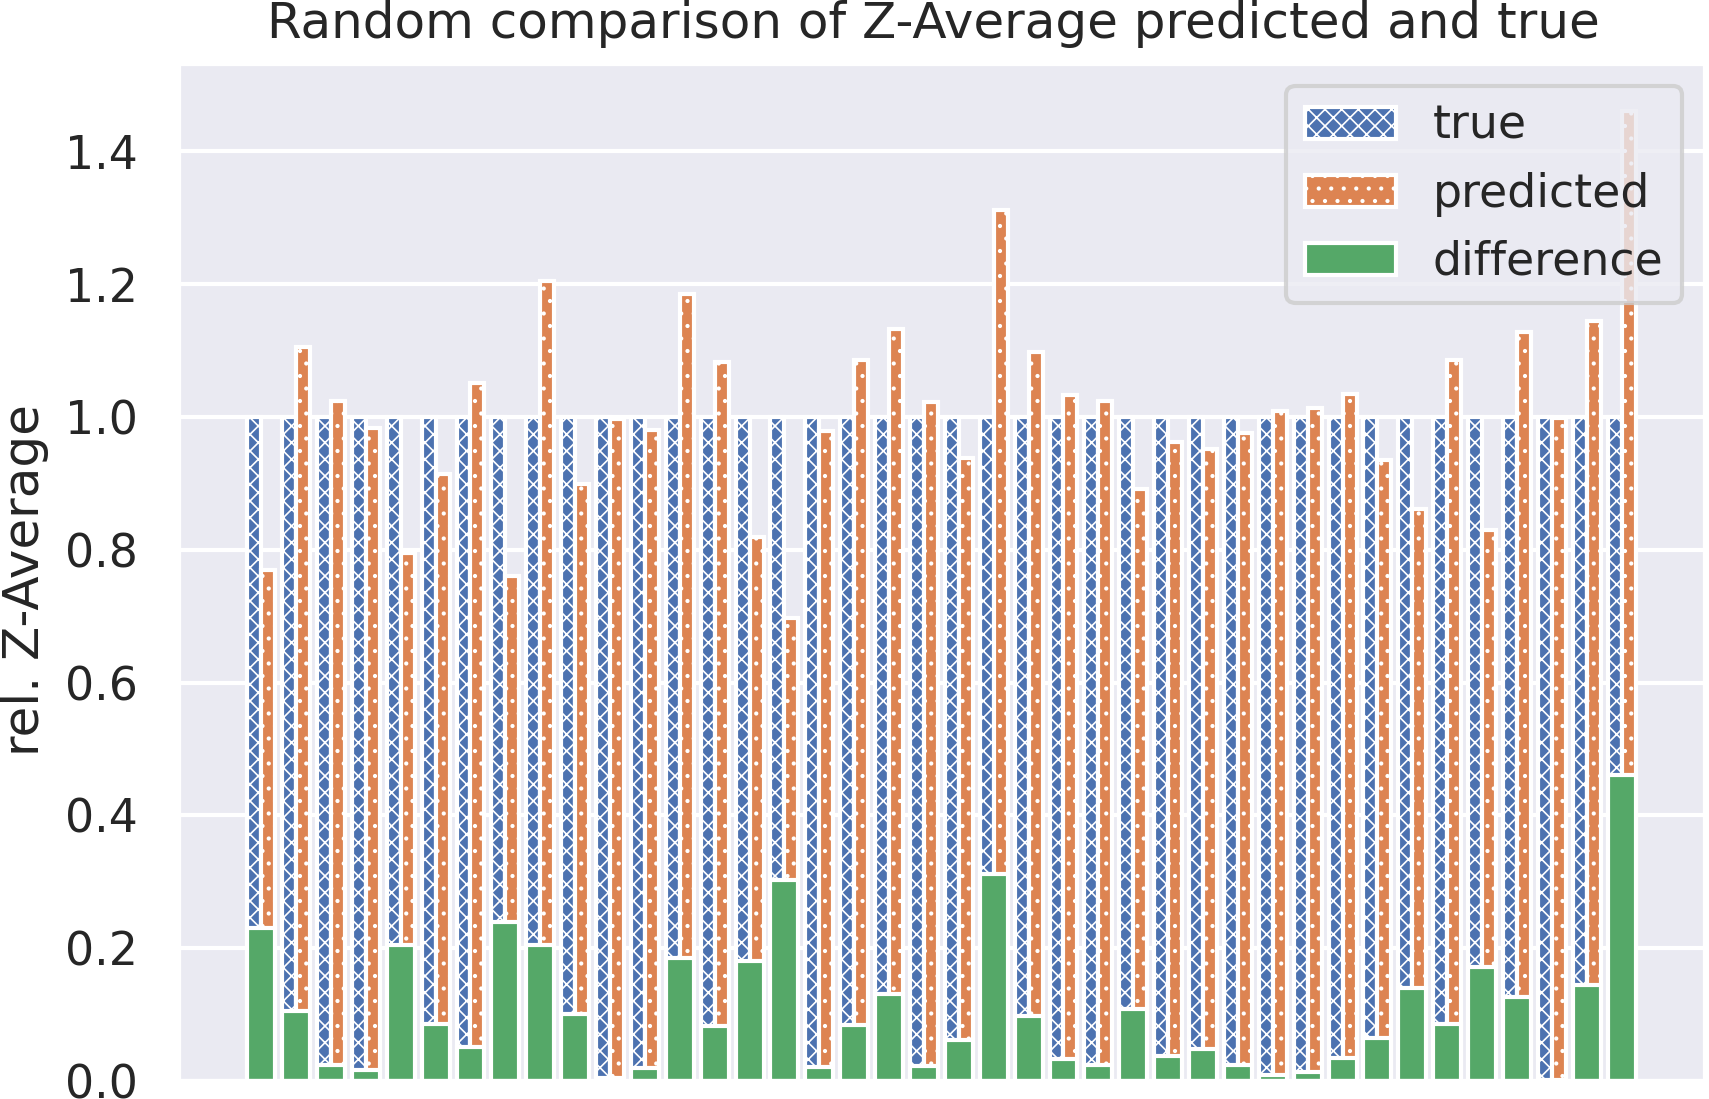 Random comparison of Z-Average predicted and true
rel. Z-Average
1.4
1.2
1.0
0.8
0.6
0.4
0.2
0.0
true
predicted
difference